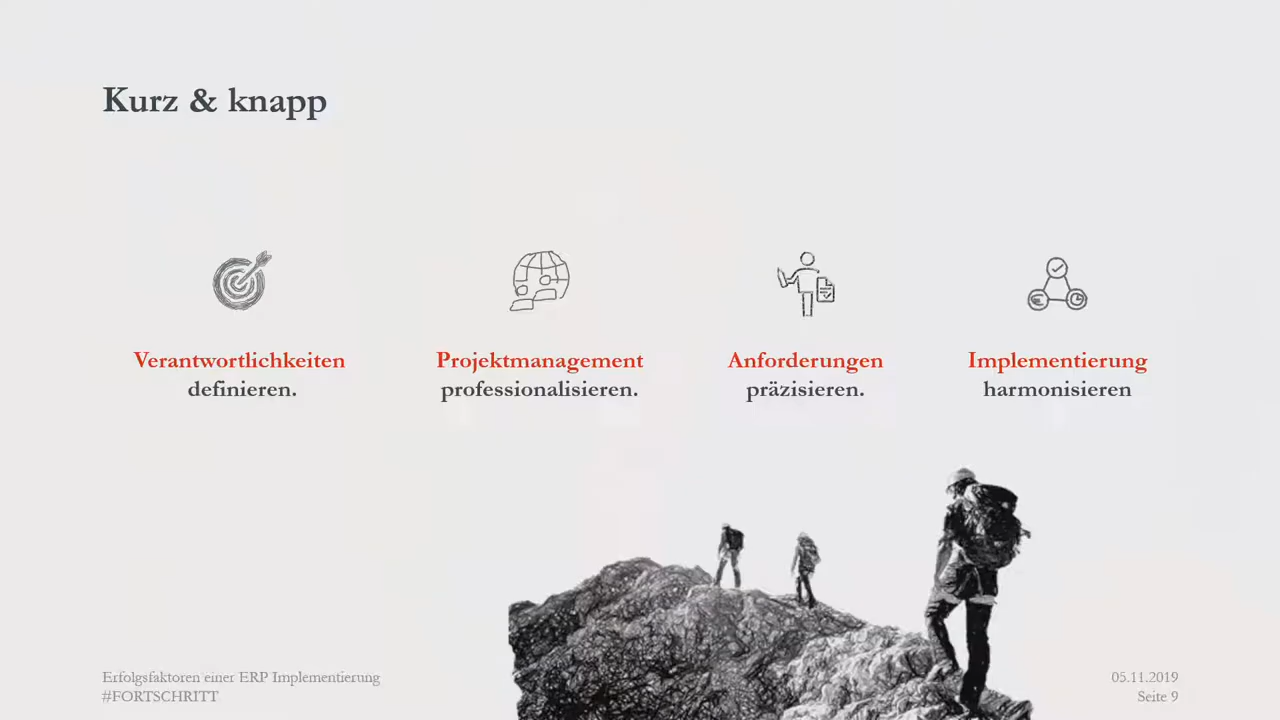 Kurz & knapp
Verantwortlichkeiten
definieren.
Projektmanagement
professionalisieren.
Anforderungen
präzisieren.
Implementierung
harmonisieren
Erfolgsfaktoren einer ERP Implementierung
#FORTSCHRITT
05.11.2019
Seite 9